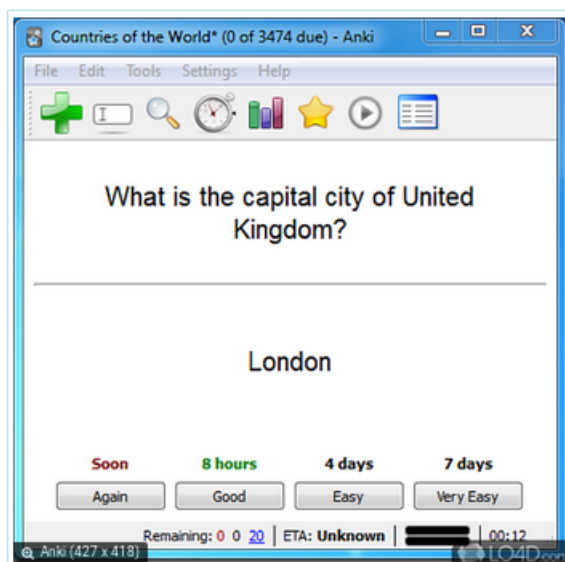 Countries of the World* (0 of 3474 due) - Anki
File Edit Tools Settings Help
What is the capital city of United
Kingdom?
London
Soon 8 hours 4 days 7 days
Again Good Easy Very Easy
Remaining: 0 0 20 ETA: Unknown 00:12
Anki (427 x 418) LO4D.com